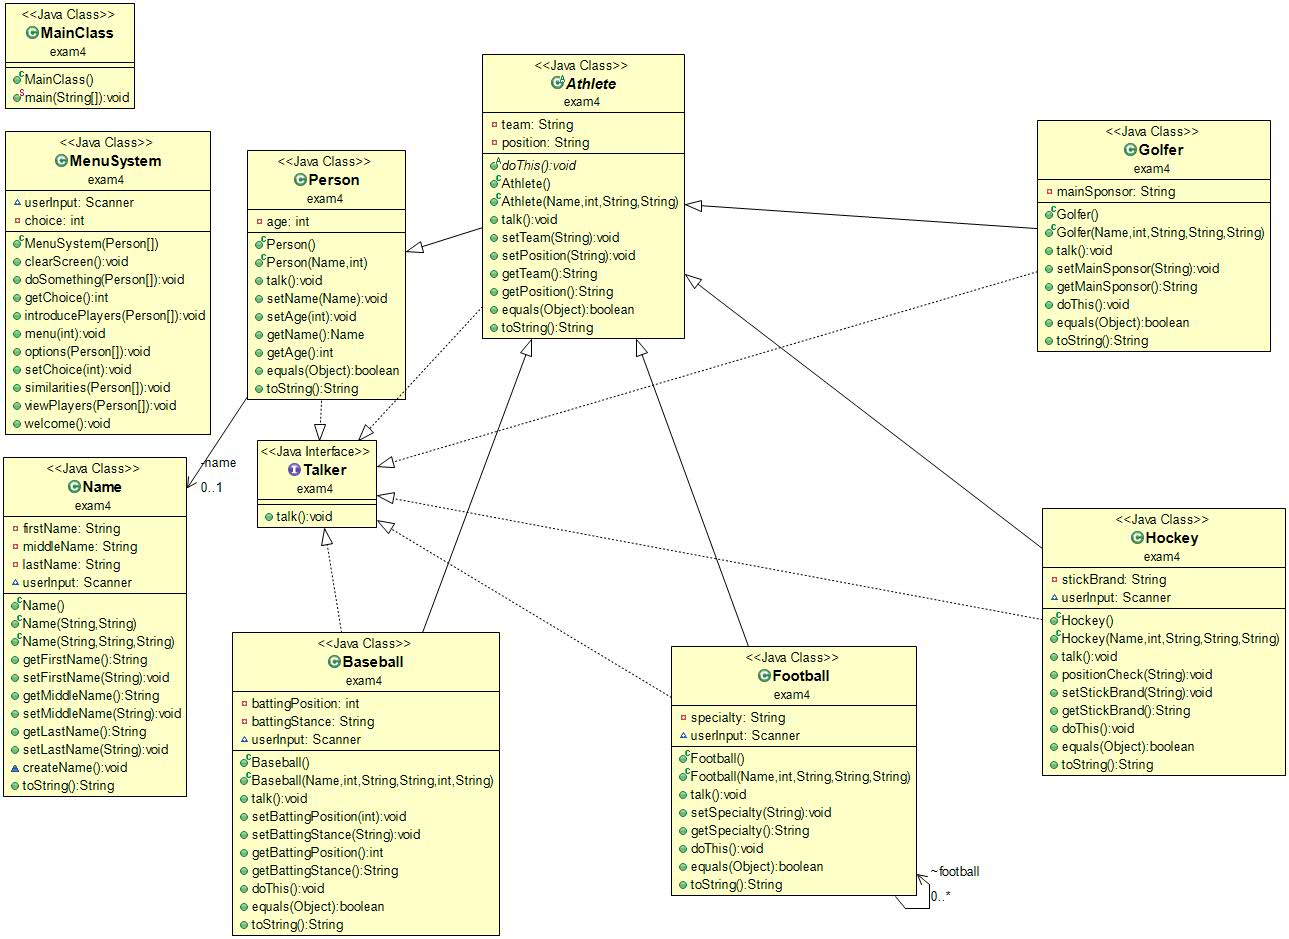 <<Java Class>>
MainClass
exam4
MainClass()
main(String[]):void
<<Java Class>>
MenuSystem
exam4
userInput: Scanner
choice: int
MenuSystem(Person[])
clearScreen():void
doSomething(Person[]):void
getChoice():int
introducePlayers(Person[]):void
menu(int):void
options(Person[]):void
setChoice(int):void
similarities(Person[]):void
viewPlayers(Person[]):void
welcome():void
<<Java Class>>
Name
exam4
firstName: String
middleName: String
lastName: String
userInput: Scanner
Name()
Name(String,String)
Name(String,String,String)
getFirstName():String
setFirstName(String):void
getMiddleName():String
setMiddleName(String):void
getLastName():String
setLastName(String):void
createName():void
toString():String
<<Java Class>>
Person
exam4
age: int
Person()
Person(Name,int)
talk():void
setName(Name):void
setAge(int):void
getName():Name
getAge():int
equals(Object):boolean
toString():String
-name
0..1
<<Java Interface>>
Talker
exam4
talk():void
<<Java Class>>
Athlete
exam4
team: String
position: String
doThis():void
Athlete()
Athlete(Name,int,String,String)
talk():void
setTeam(String):void
setPosition(String):void
getTeam():String
getPosition():String
equals(Object):boolean
toString():String
<<Java Class>>
Baseball
exam4
battingPosition: int
battingStance: String
userInput: Scanner
Baseball()
Baseball(Name,int,String,String,int,String)
talk():void
setBattingPosition(int):void
setBattingStance(String):void
getBattingPosition():int
getBattingStance():String
doThis():void
equals(Object):boolean
toString():String
<<Java Class>>
Football
exam4
specialty: String
userInput: Scanner
Football()
Football(Name,int,String,String,String)
talk():void
setSpecialty(String):void
getSpecialty():String
doThis():void
equals(Object):boolean
toString():String
~football
0..*
<<Java Class>>
Golfer
exam4
mainSponsor: String
Golfer()
Golfer(Name,int,String,String,String)
talk():void
setMainSponsor(String):void
getMainSponsor():String
doThis():void
equals(Object):boolean
toString():String
<<Java Class>>
Hockey
exam4
stickBrand: String
userInput: Scanner
Hockey()
Hockey(Name,int,String,String,String)
talk():void
positionCheck(String):void
setStickBrand(String):void
getStickBrand():String
doThis():void
equals(Object):boolean
toString():String